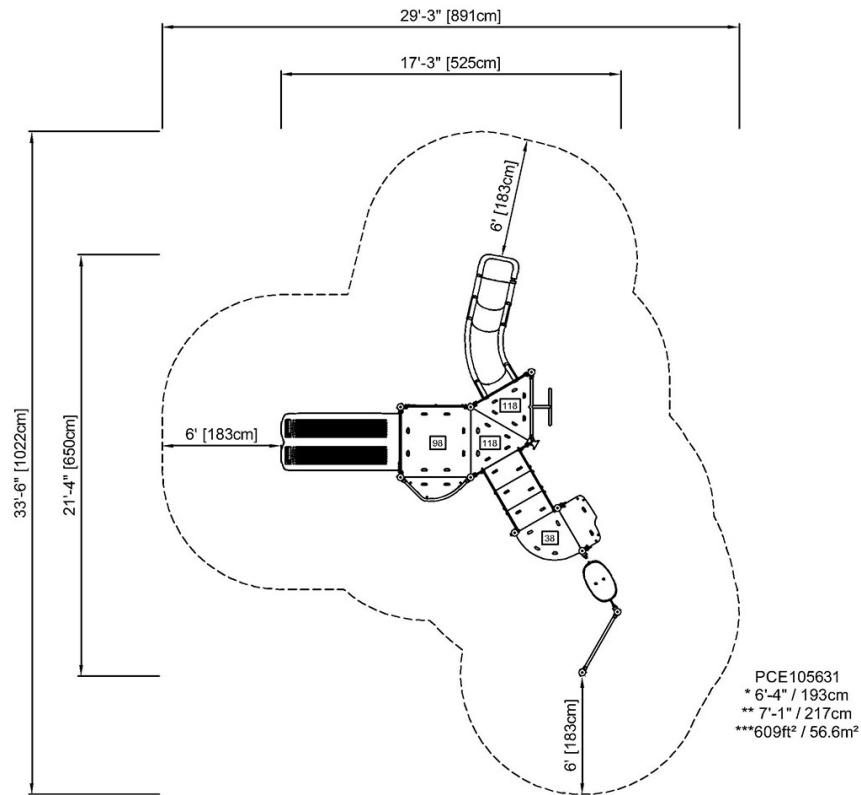 29'-3" [891cm]
17'-3" [525cm]
33'-6" [1022cm]
21'-4" [650cm]
6' [183cm]
6' [183cm]
118
98
118
38
PCE105631
* 6'-4" / 193cm
** 7'-1" / 217cm
***609ft² / 56.6m²
6' [183cm]